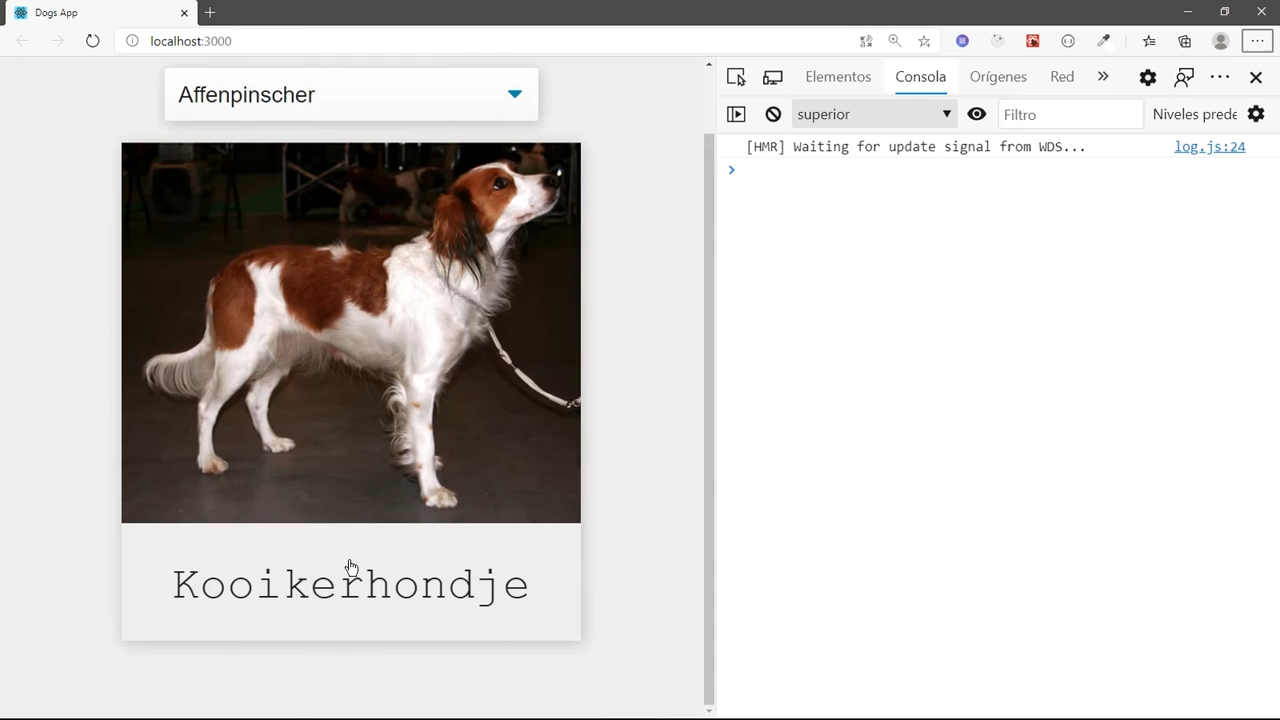 Dogs App
localhost:3000
Affenpinscher
Kooikerhondje
Elementos Consola Orígenes Red
superior Filtro Niveles prede
[HMR] Waiting for update signal from WDS... log.js:24